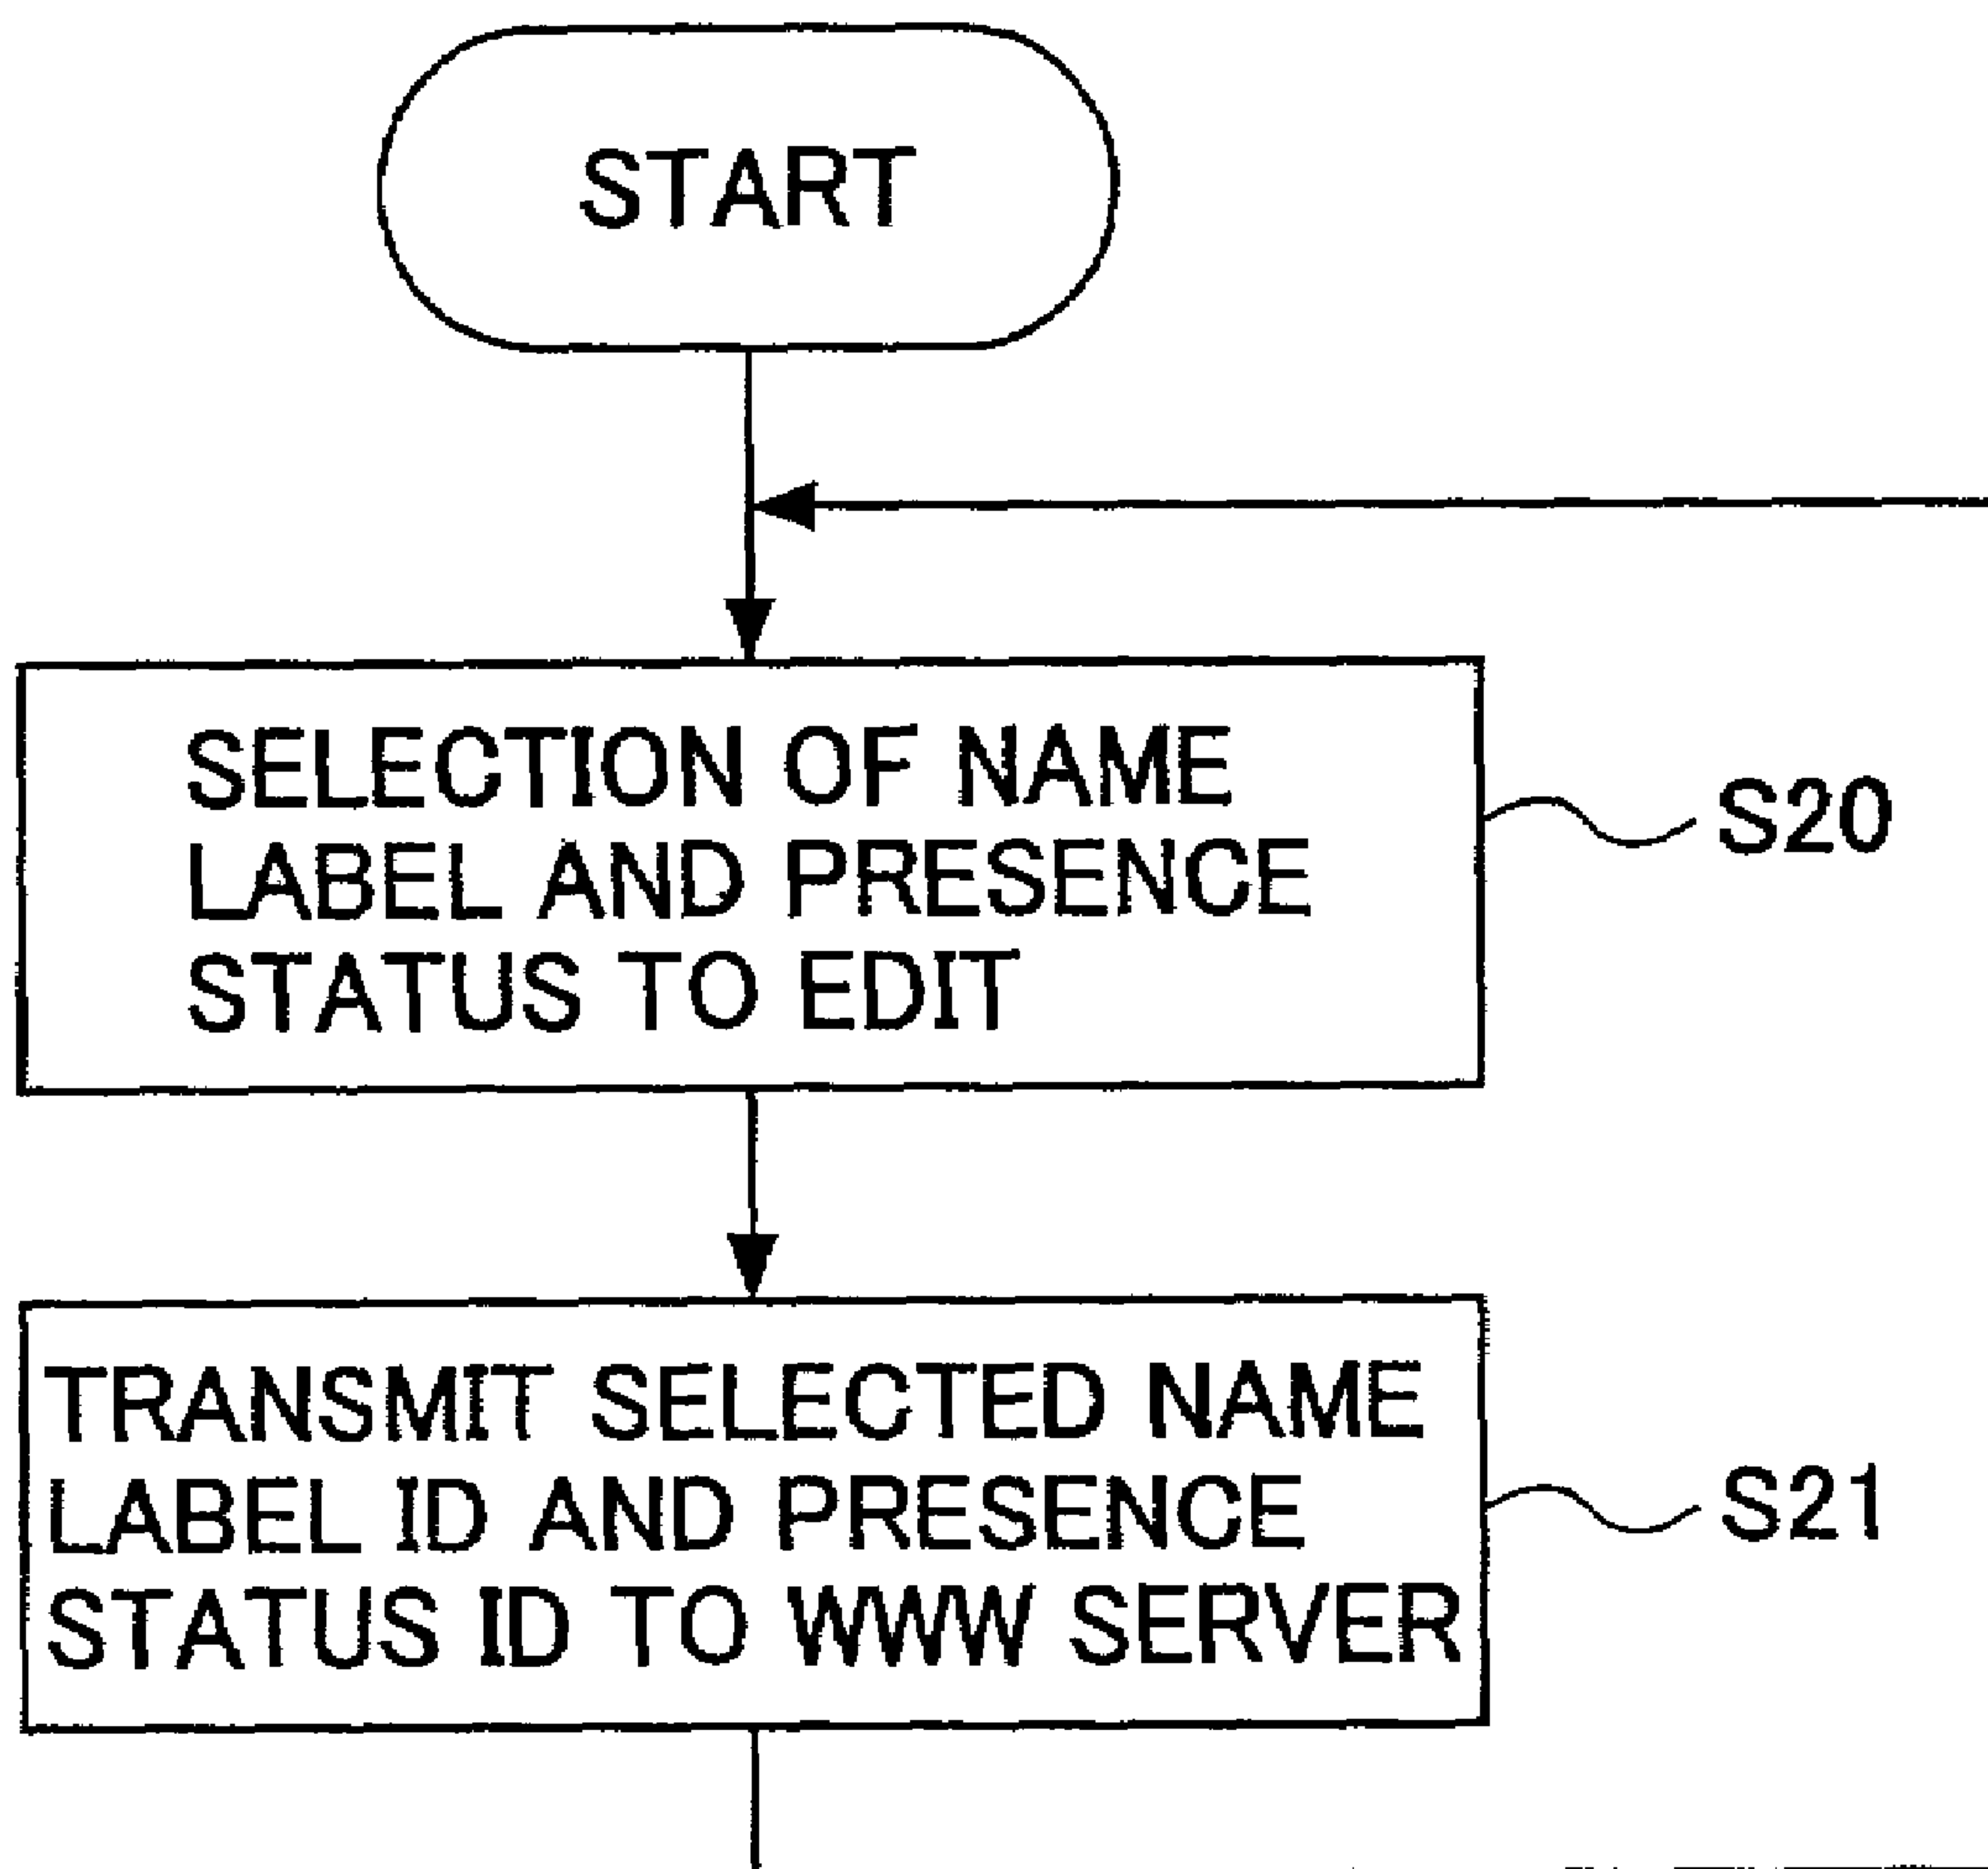 START
SELECTION OF NAME
LABEL AND PRESENCE
STATUS TO EDIT
S20
TRANSMIT SELECTED NAME
LABEL ID AND PRESENCE
STATUS ID TO WWW SERVER
S21